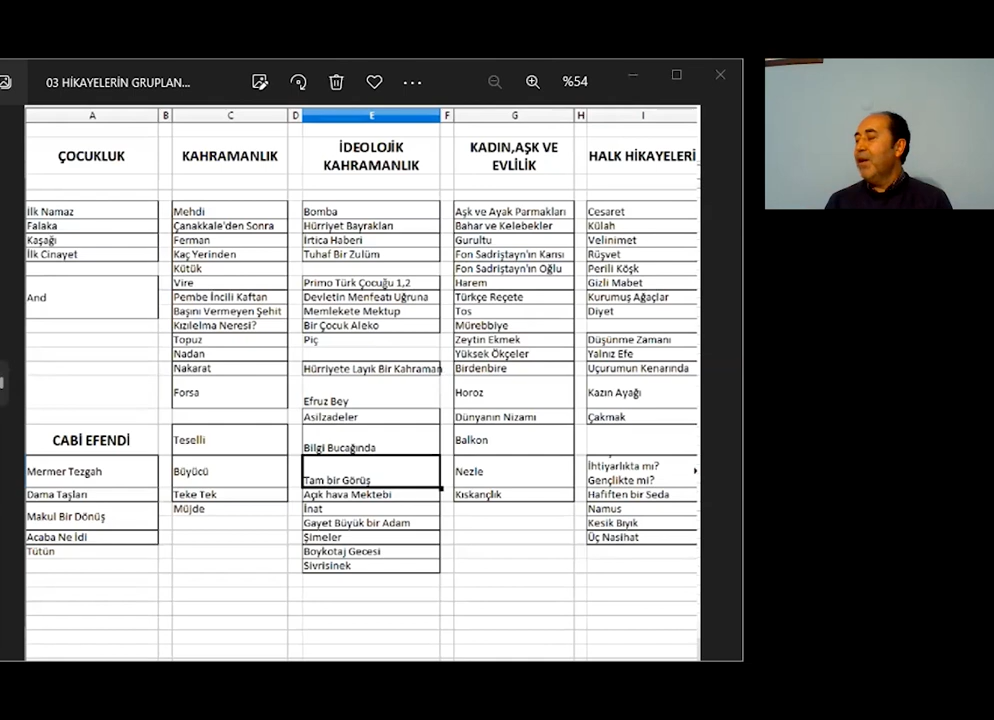 03 HİKAYELERİN GRUPLAN...
%54
A B C D E F G H I
ÇOCUKLUK
İlk Namaz
Falaka
Kaşağı
İlk Cinayet
And
CABİ EFENDİ
Mermer Tezgah
Dama Taşları
Makul Bir Dönüş
Acaba Ne İdi
Tütün
KAHRAMANLIK
Mehdi
Çanakkale'den Sonra
Ferman
Kaç Yerinden
Kütük
Vire
Pembe İncili Kaftan
Başını Vermeyen Şehit
Kızılelma Neresi?
Topuz
Nadan
Nakarat
Forsa
Teselli
Büyücü
Teke Tek
Müjde
İDEOLOJİK
KAHRAMANLIK
Bomba
Hürriyet Bayrakları
İrtica Haberi
Tuhaf Bir Zulüm
Primo Türk Çocuğu 1,2
Devletin Menfeatı Uğruna
Memlekete Mektup
Bir Çocuk Aleko
Piç
Hürriyete Layık Bir Kahraman
Efruz Bey
Asilzadeler
Bilgi Bucağında
Tam bir Görüş
Açık hava Mektebi
İnat
Gayet Büyük bir Adam
Şimeler
Boykotaj Gecesi
Sivrisinek
KADIN,AŞK VE
EVLİLİK
Aşk ve Ayak Parmakları
Bahar ve Kelebekler
Gurultu
Fon Sadriştayn'ın Karısı
Fon Sadriştayn'ın Oğlu
Harem
Türkçe Reçete
Tos
Mürebbiye
Zeytin Ekmek
Yüksek Ökçeler
Birdenbire
Horoz
Dünyanın Nizamı
Balkon
Nezle
Kıskançlık
HALK HİKAYELERİ
Cesaret
Külah
Velinimet
Rüşvet
Perili Köşk
Gizli Mabet
Kurumuş Ağaçlar
Diyet
Düşünme Zamanı
Yalnız Efe
Uçurumun Kenarında
Kazın Ayağı
Çakmak
İhtiyarlıkta mı?
Gençlikte mi?
Hafiften bir Seda
Namus
Kesik Bıyık
Üç Nasihat